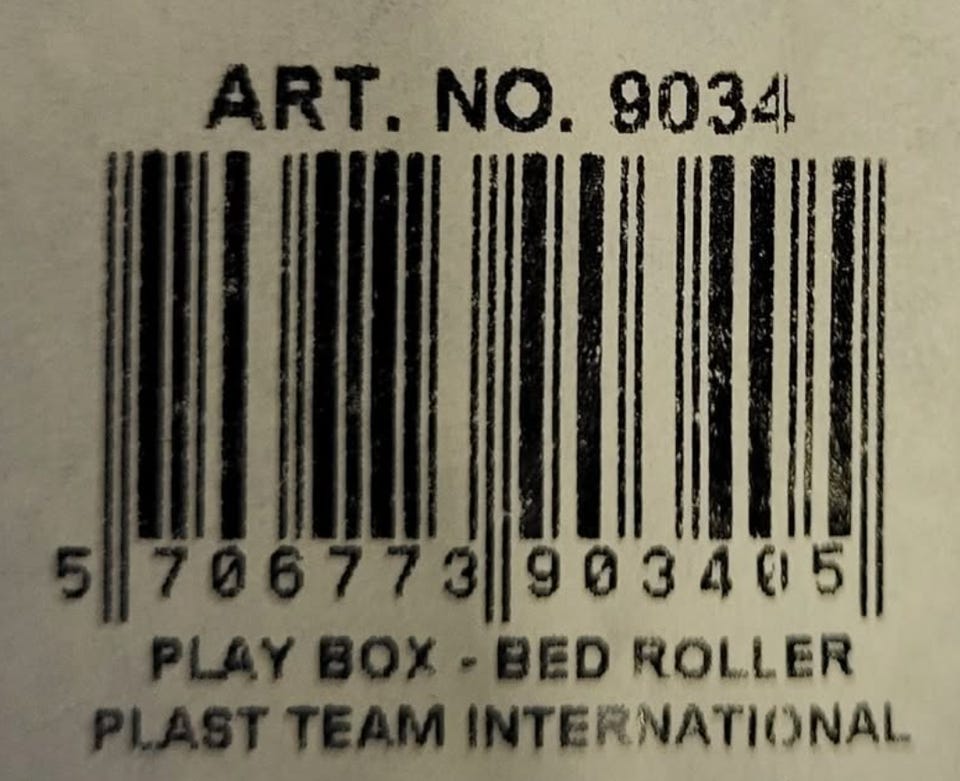 ART. NO. 9034
5 706773 903405
PLAY BOX - BED ROLLER
PLAST TEAM INTERNATIONAL